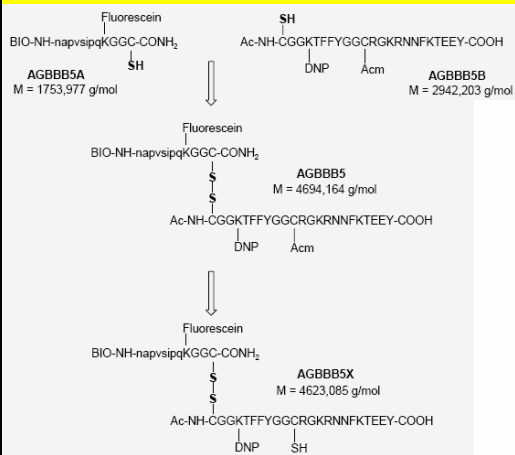 Fluorescein
BIO-NH-napvsipqKGGC-CONH2
SH
AGBBB5A
M = 1753,977 g/mol
SH
Ac-NH-CGGKTFFYGGCRGKRNNFKTEEY-COOH
DNP
Acm
AGBBB5B
M = 2942,203 g/mol
Fluorescein
BIO-NH-napvsipqKGGC-CONH2
S
S
AGBBB5
M = 4694,164 g/mol
Ac-NH-CGGKTFFYGGCRGKRNNFKTEEY-COOH
DNP
Acm
Fluorescein
BIO-NH-napvsipqKGGC-CONH2
S
S
AGBBB5X
M = 4623,085 g/mol
Ac-NH-CGGKTFFYGGCRGKRNNFKTEEY-COOH
DNP
SH